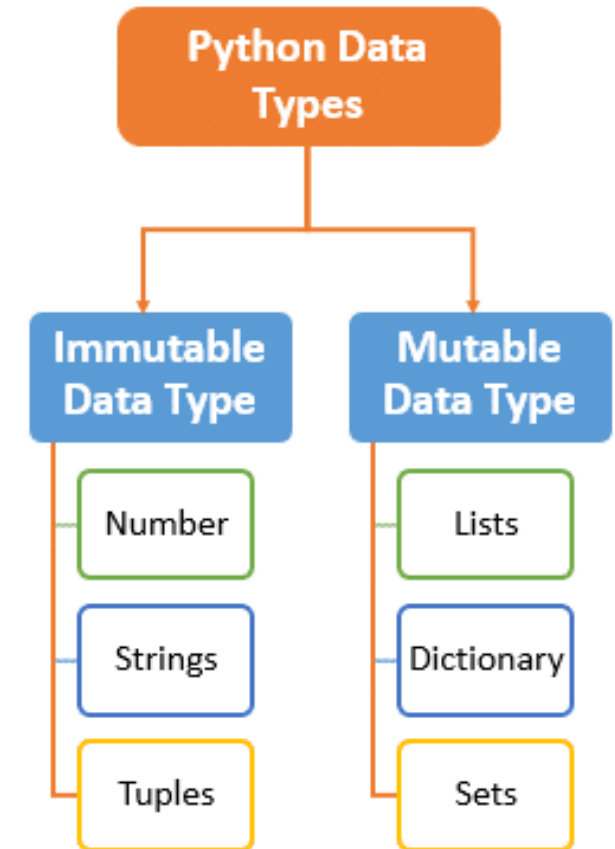 Python Data
Types
Immutable
Data Type
Number
Strings
Tuples
Mutable
Data Type
Lists
Dictionary
Sets